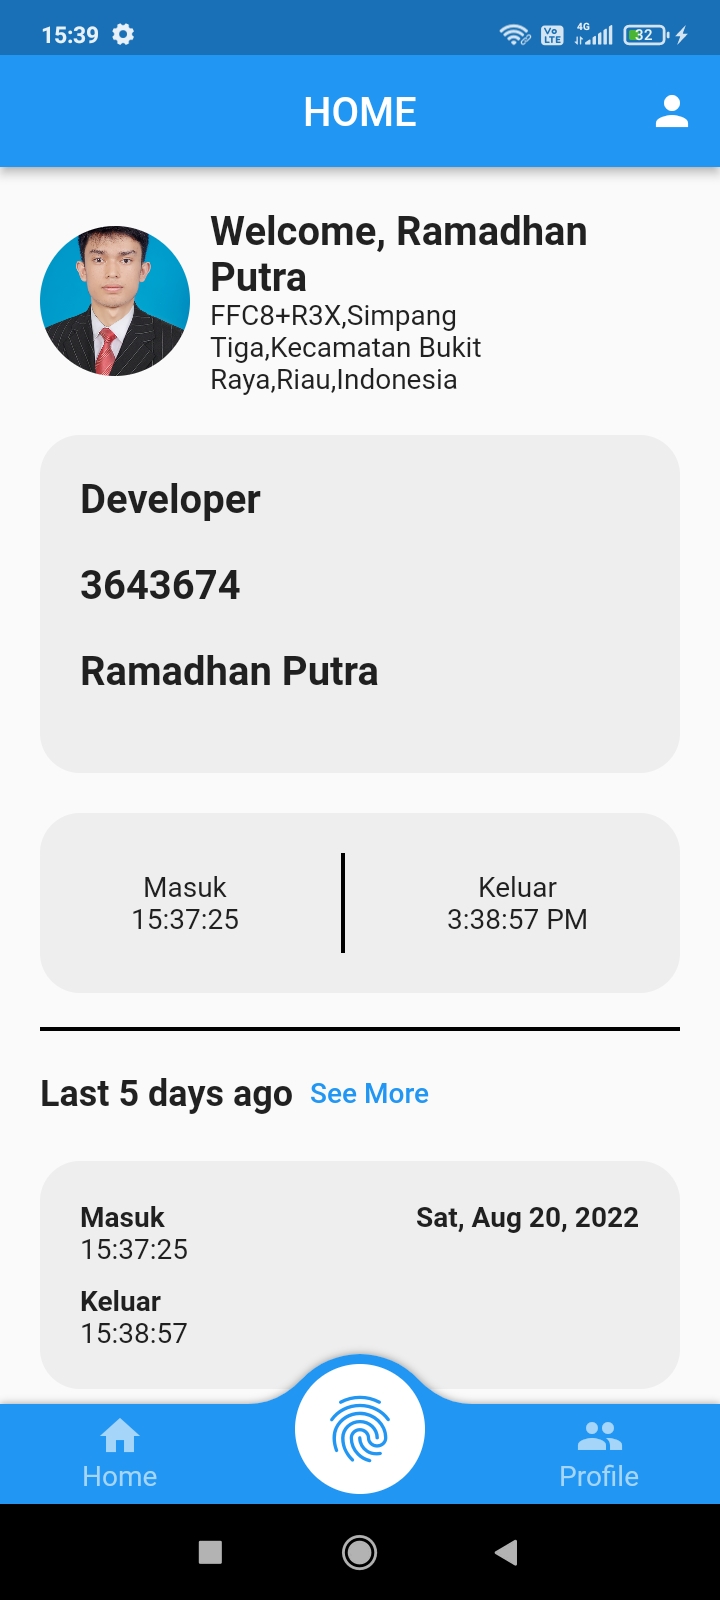 15:39
Vo LTE
4G
32
HOME
Welcome, Ramadhan
Putra
FFC8+R3X,Simpang
Tiga,Kecamatan Bukit
Raya,Riau,Indonesia
Developer
3643674
Ramadhan Putra
Masuk
15:37:25
Keluar
3:38:57 PM
Last 5 days ago See More
Masuk
Sat, Aug 20, 2022
15:37:25
Keluar
15:38:57
Home
Profile